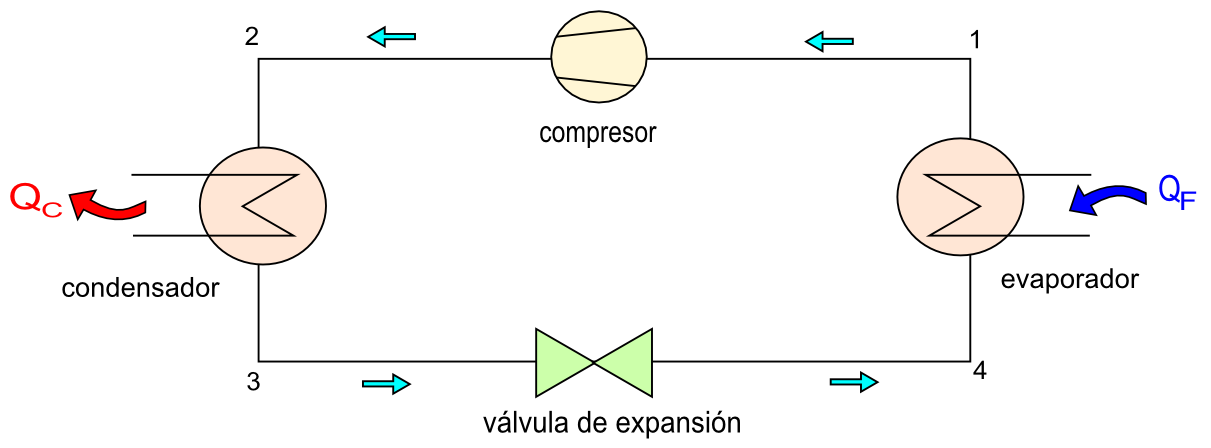 2
1
compresor
QC
QF
condensador
evaporador
3
4
válvula de expansión